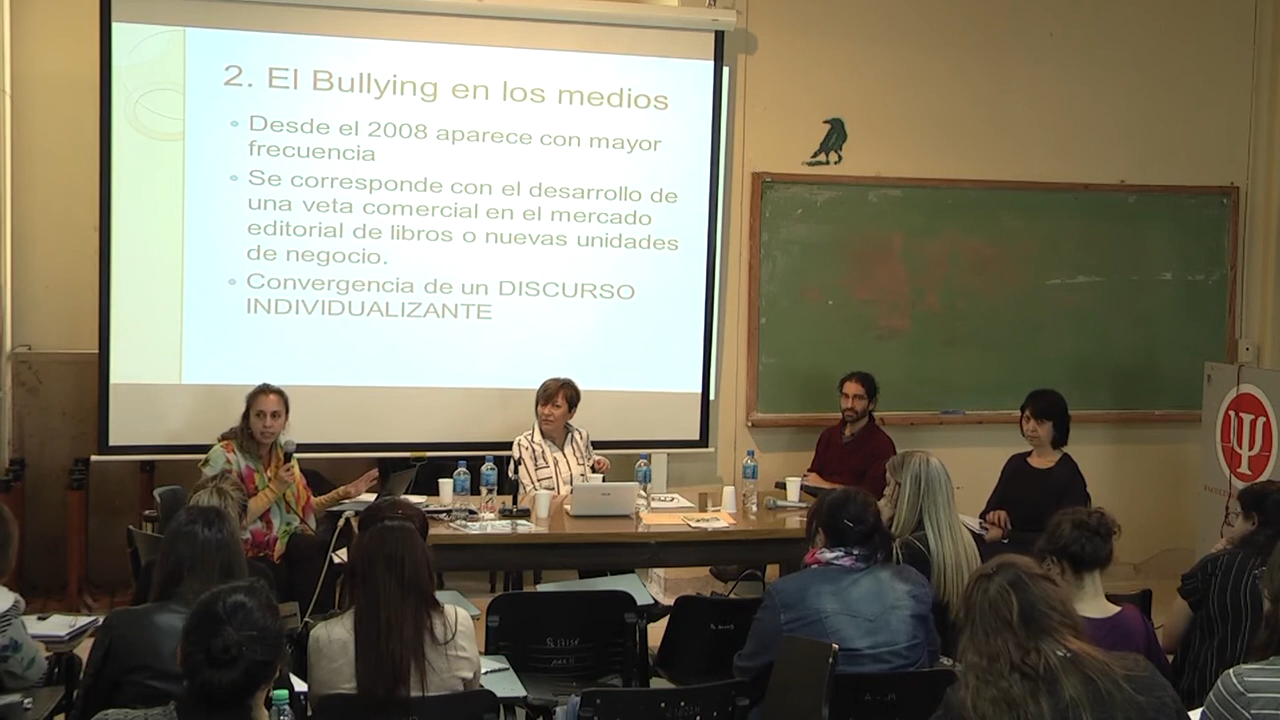 2. El Bullying en los medios
Desde el 2008 aparece con mayor
frecuencia
Se corresponde con el desarrollo de
una veta comercial en el mercado
editorial de libros o nuevas unidades
de negocio.
Convergencia de un DISCURSO
INDIVIDUALIZANTE
Ψ